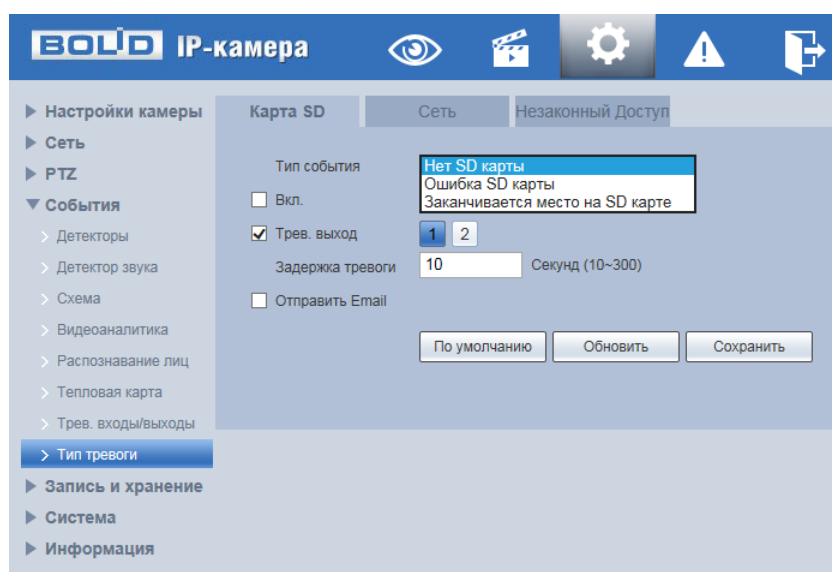 BOLID IP-камера
Настройки камеры
Сеть
PTZ
События
Детекторы
Детектор звука
Схема
Видеоаналитика
Распознавание лиц
Тепловая карта
Трев. входы/выходы
Тип тревоги
Запись и хранение
Система
Информация
Карта SD Сеть Незаконный Доступ
Тип события Нет SD карты
Ошибка SD карты
Заканчивается место на SD карте
Вкл.
Трев. выход 1 2
Задержка тревоги 10 Секунд (10~300)
Отправить Email
По умолчанию Обновить Сохранить